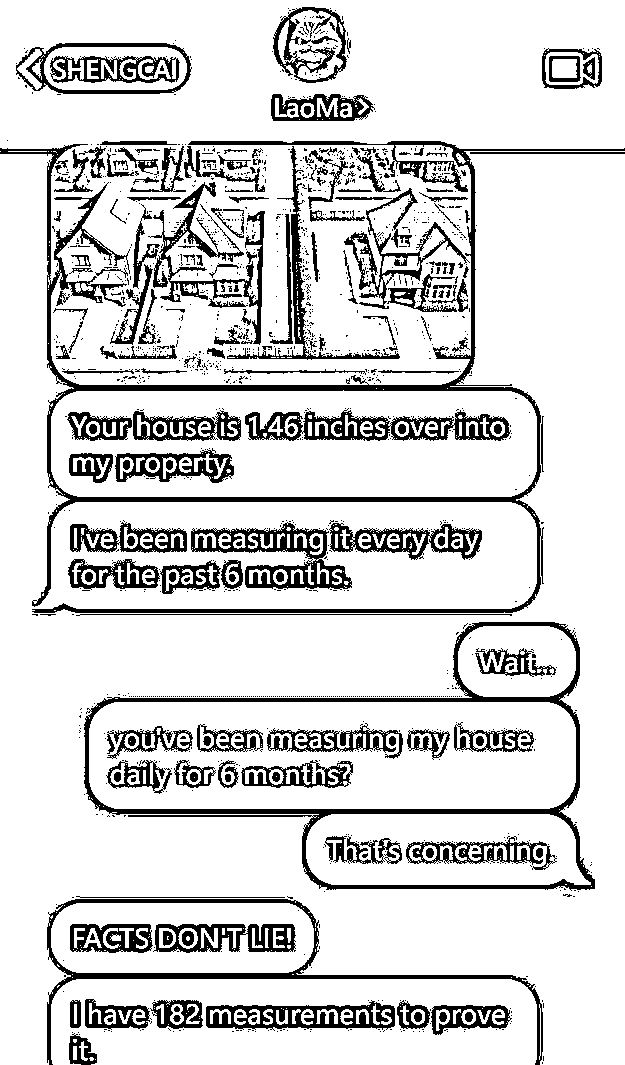 SHENGCAI
LaoMa>
Your house is 1.46 inches over into
my property.
I've been measuring it every day
for the past 6 months.
Wait...
you've been measuring my house
daily for 6 months?
That's concerning.
FACTS DON'T LIE!
I have 182 measurements to prove
it.